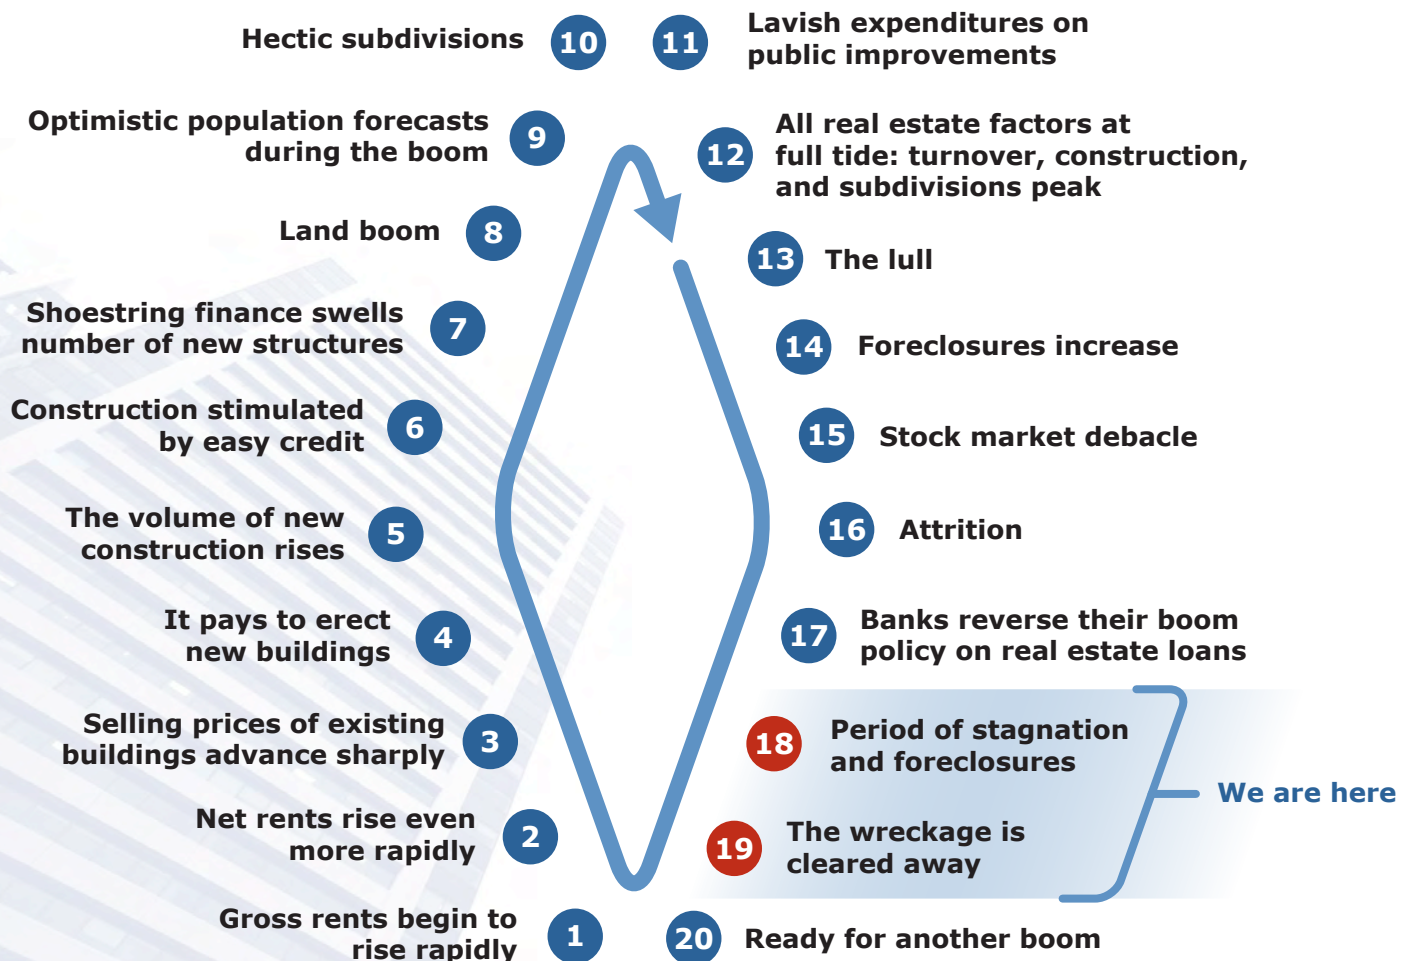 Hectic subdivisions
10
11
Lavish expenditures on
public improvements
Optimistic population forecasts
during the boom
9
12
All real estate factors at
full tide: turnover, construction,
and subdivisions peak
Land boom
8
13
The lull
Shoestring finance swells
number of new structures
7
14
Foreclosures increase
Construction stimulated
by easy credit
6
15
Stock market debacle
The volume of new
construction rises
5
16
Attrition
It pays to erect
new buildings
4
17
Banks reverse their boom
policy on real estate loans
Selling prices of existing
buildings advance sharply
3
18
Period of stagnation
and foreclosures
We are here
Net rents rise even
more rapidly
2
19
The wreckage is
cleared away
Gross rents begin to
rise rapidly
1
20
Ready for another boom